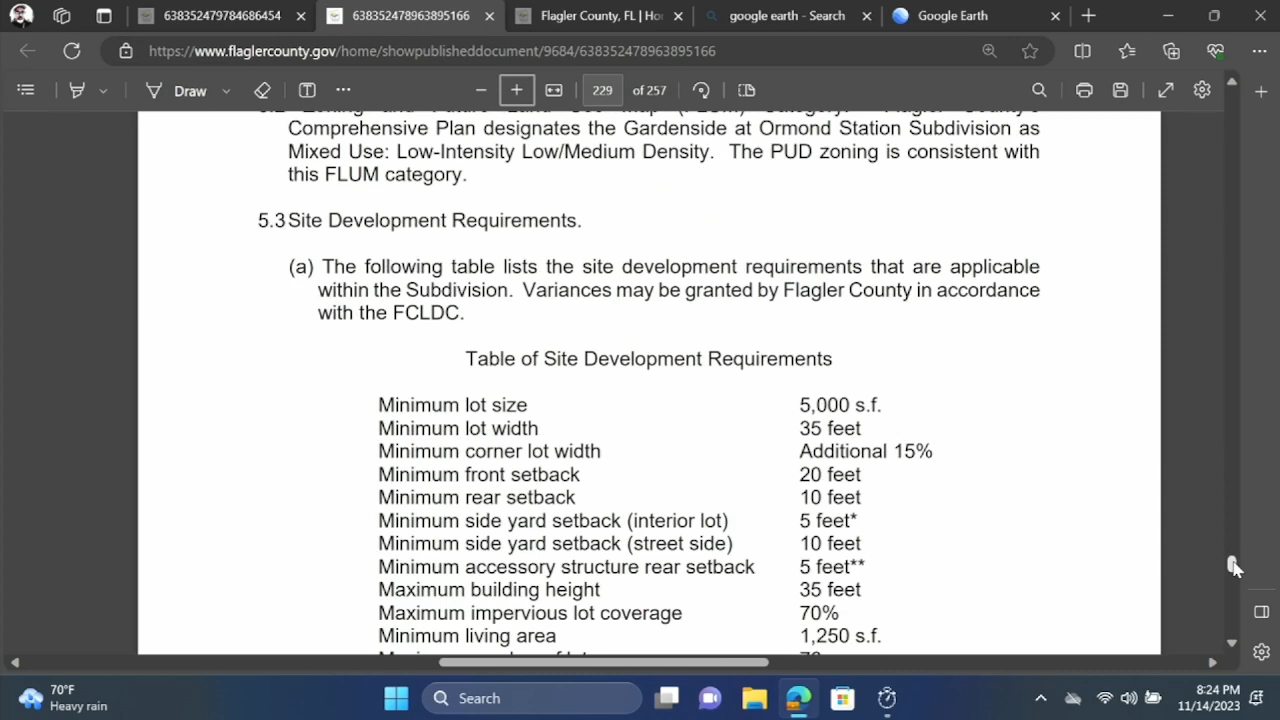 638352479784686454
638352478963895166
Flagler County, FL | Ho
google earth - Search
Google Earth
https://www.flaglercounty.gov/home/showpublisheddocument/9684/638352478963895166
Draw
229 of 257
Comprehensive Plan designates the Gardenside at Ormond Station Subdivision as
Mixed Use: Low-Intensity Low/Medium Density. The PUD zoning is consistent with
this FLUM category.
5.3 Site Development Requirements.
(a) The following table lists the site development requirements that are applicable
within the Subdivision. Variances may be granted by Flagler County in accordance
with the FCLDC.
Table of Site Development Requirements
Minimum lot size 5,000 s.f.
Minimum lot width 35 feet
Minimum corner lot width Additional 15%
Minimum front setback 20 feet
Minimum rear setback 10 feet
Minimum side yard setback (interior lot) 5 feet*
Minimum side yard setback (street side) 10 feet
Minimum accessory structure rear setback 5 feet**
Maximum building height 35 feet
Maximum impervious lot coverage 70%
Minimum living area 1,250 s.f.
70°F
Heavy rain
Search
8:24 PM
11/14/2023